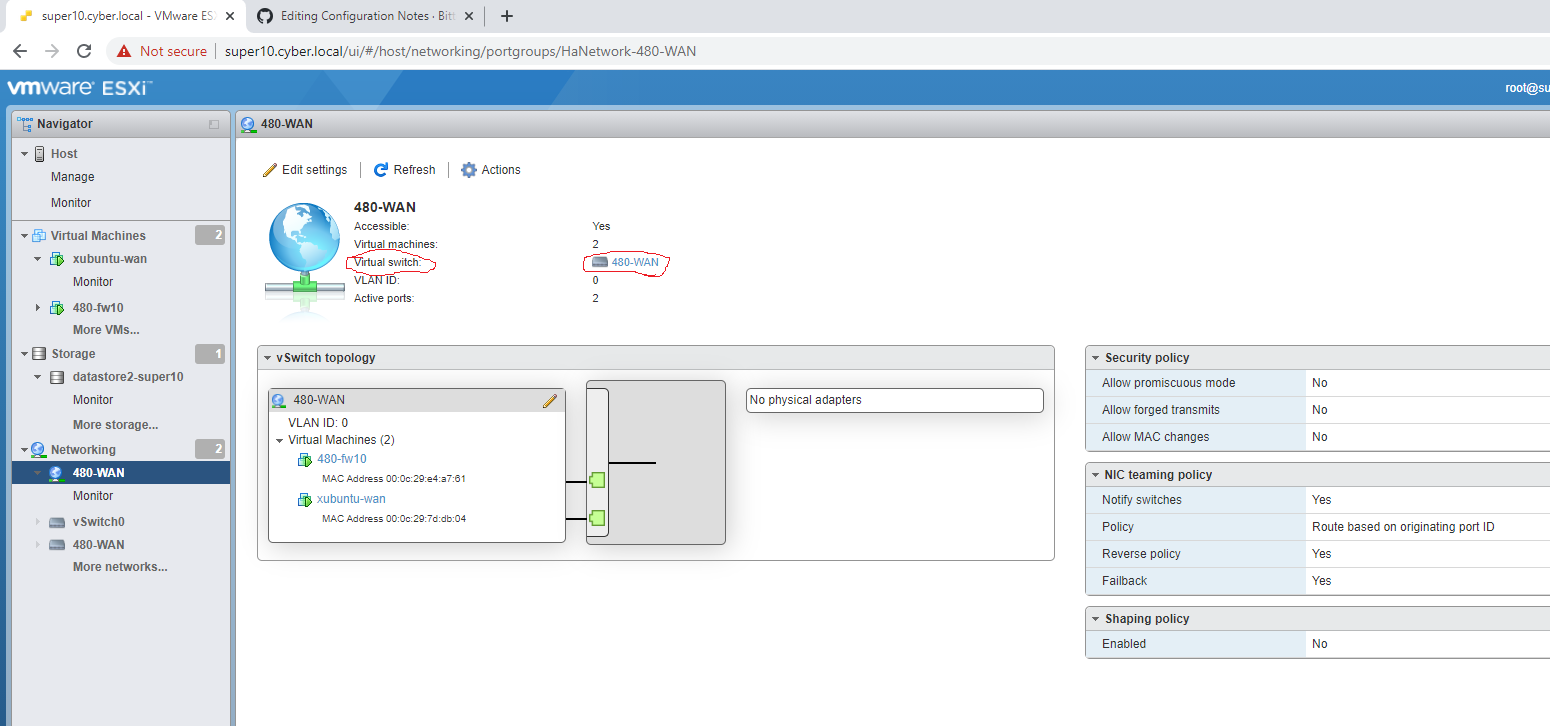 super10.cyber.local - VMware ES
Editing Configuration Notes · Bitt
Not secure
super10.cyber.local/ui/#/host/networking/portgroups/HaNetwork-480-WAN
vmware ESXi™
root@su
Navigator
Host
Manage
Monitor
Virtual Machines 2
xubuntu-wan
Monitor
480-fw10
More VMs...
Storage 1
datastore2-super10
Monitor
More storage...
Networking 2
480-WAN
Monitor
vSwitch0
480-WAN
More networks...
480-WAN
Edit settings
Refresh
Actions
480-WAN
Accessible: Yes
Virtual machines: 2
Virtual switch: 480-WAN
VLAN ID: 0
Active ports: 2
vSwitch topology
480-WAN
VLAN ID: 0
Virtual Machines (2)
480-fw10
MAC Address 00:0c:29:e4:a7:61
xubuntu-wan
MAC Address 00:0c:29:7d:db:04
No physical adapters
Security policy
Allow promiscuous mode No
Allow forged transmits No
Allow MAC changes No
NIC teaming policy
Notify switches Yes
Policy Route based on originating port ID
Reverse policy Yes
Failback Yes
Shaping policy
Enabled No